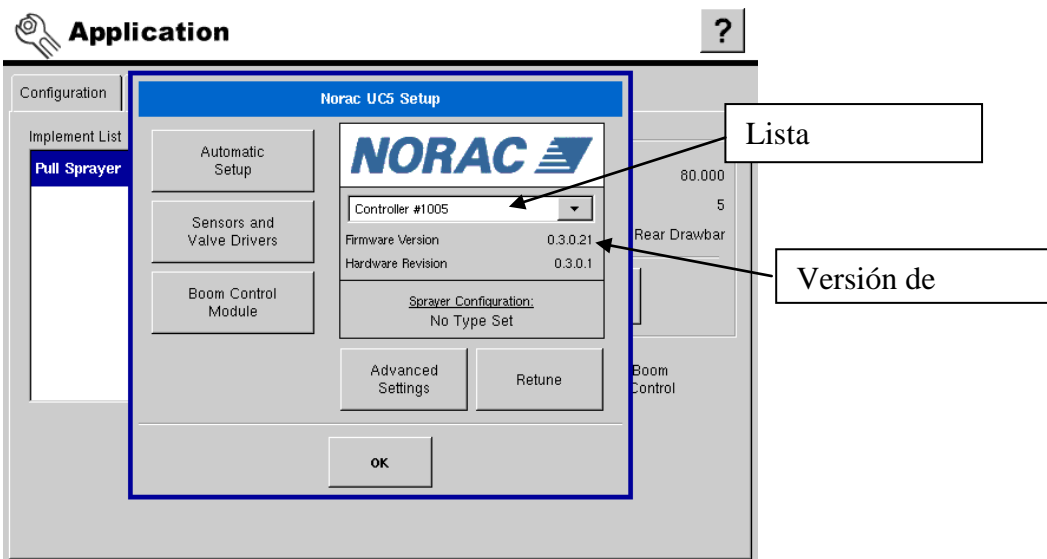 Application
?
Configuration
Norac UC5 Setup
Implement List
Pull Sprayer
Automatic
Setup
Sensors and
Valve Drivers
Boom Control
Module
NORAC
Controller #1005
Firmware Version 0.3.0.21
Hardware Revision 0.3.0.1
Sprayer Configuration:
No Type Set
Advanced
Settings
Retune
OK
80.000
5
Rear Drawbar
Boom
Control
Lista
Versión de